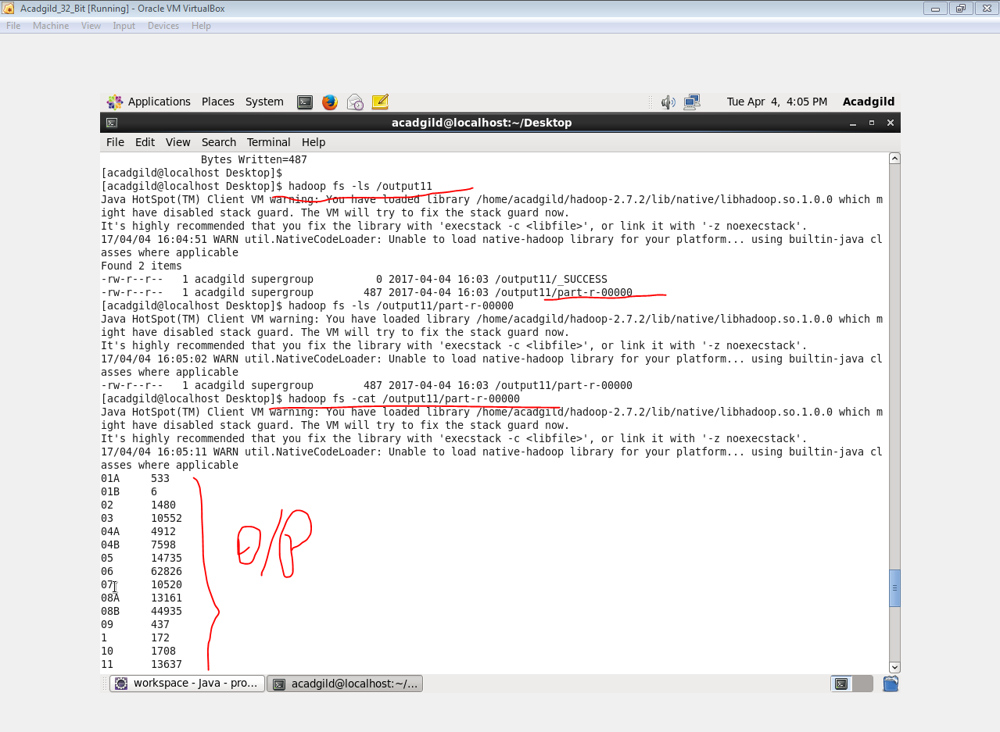 Acadgild_32_Bit [Running] - Oracle VM VirtualBox
File Machine View Input Devices Help
Applications Places System Tue Apr 4, 4:05 PM Acadgild
acadgild@localhost:~/Desktop
File Edit View Search Terminal Help
Bytes Written=487
[acadgild@localhost Desktop]$
[acadgild@localhost Desktop]$ hadoop fs -ls /output11
Java HotSpot(TM) Client VM warning: You have loaded library /home/acadgild/hadoop-2.7.2/lib/native/libhadoop.so.1.0.0 which m
ight have disabled stack guard. The VM will try to fix the stack guard now.
It's highly recommended that you fix the library with 'execstack -c <libfile>', or link it with '-z noexecstack'.
17/04/04 16:04:51 WARN util.NativeCodeLoader: Unable to load native-hadoop library for your platform... using builtin-java cl
asses where applicable
Found 2 items
-rw-r--r-- 1 acadgild supergroup 0 2017-04-04 16:03 /output11/_SUCCESS
-rw-r--r-- 1 acadgild supergroup 487 2017-04-04 16:03 /output11/part-r-00000
[acadgild@localhost Desktop]$ hadoop fs -ls /output11/part-r-00000
Java HotSpot(TM) Client VM warning: You have loaded library /home/acadgild/hadoop-2.7.2/lib/native/libhadoop.so.1.0.0 which m
ight have disabled stack guard. The VM will try to fix the stack guard now.
It's highly recommended that you fix the library with 'execstack -c <libfile>', or link it with '-z noexecstack'.
17/04/04 16:05:02 WARN util.NativeCodeLoader: Unable to load native-hadoop library for your platform... using builtin-java cl
asses where applicable
-rw-r--r-- 1 acadgild supergroup 487 2017-04-04 16:03 /output11/part-r-00000
[acadgild@localhost Desktop]$ hadoop fs -cat /output11/part-r-00000
Java HotSpot(TM) Client VM warning: You have loaded library /home/acadgild/hadoop-2.7.2/lib/native/libhadoop.so.1.0.0 which m
ight have disabled stack guard. The VM will try to fix the stack guard now.
It's highly recommended that you fix the library with 'execstack -c <libfile>', or link it with '-z noexecstack'.
17/04/04 16:05:11 WARN util.NativeCodeLoader: Unable to load native-hadoop library for your platform... using builtin-java cl
asses where applicable
01A 533
01B 6
02 1480
03 10552
04A 4912
04B 7598
05 14735
06 62826
07 10520
08A 13161
08B 44935
09 437
1 172
10 1708
11 13637
O/P
workspace - Java - pro... acadgild@localhost:~/...